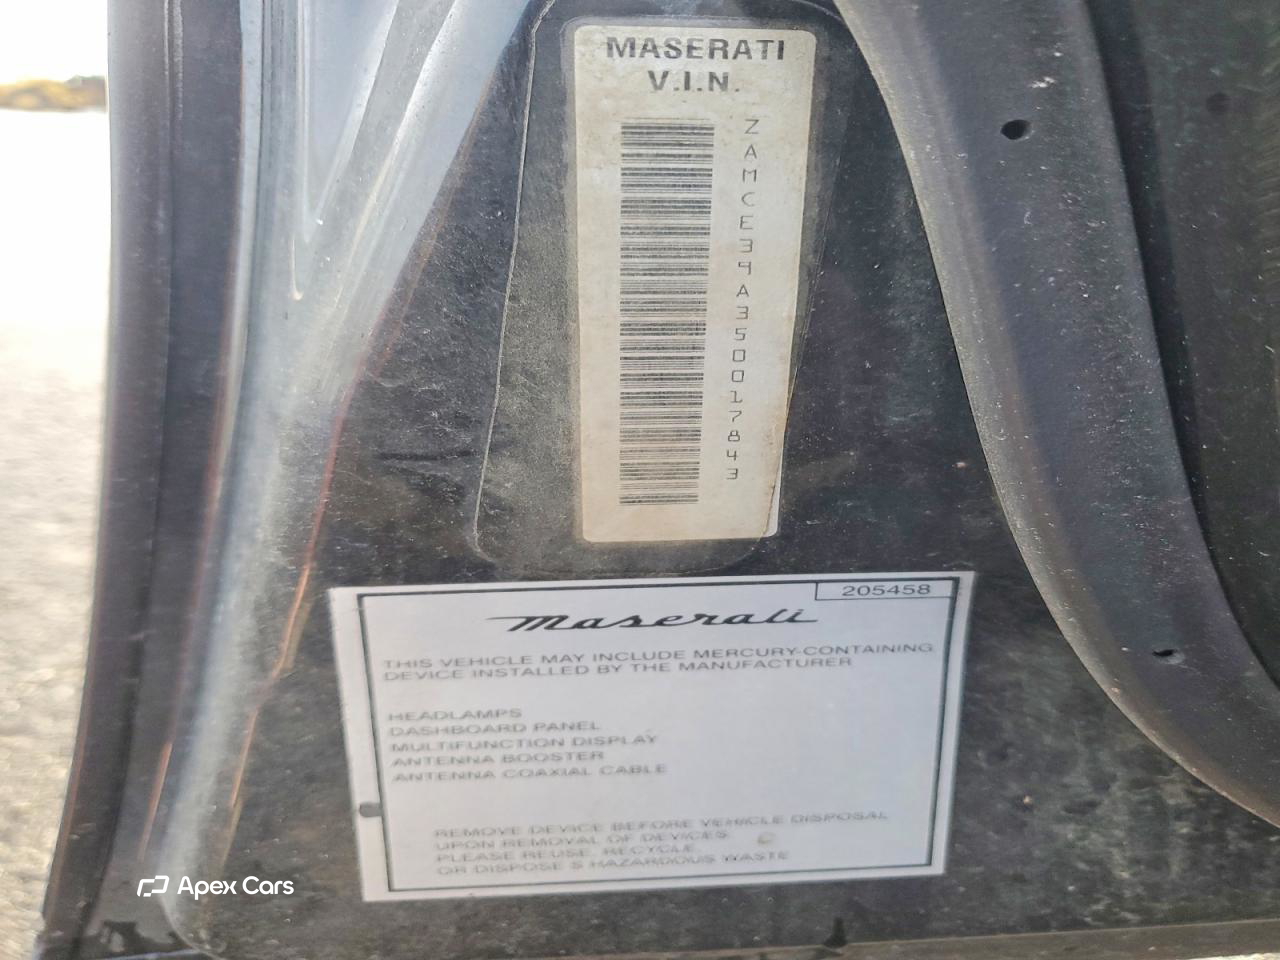 MASERATI
V.I.N.
ZAMCE39A350017843
205458
Maserati
THIS VEHICLE MAY INCLUDE MERCURY-CONTAINING
DEVICE INSTALLED BY THE MANUFACTURER
HEADLAMPS
DASHBOARD PANEL
MULTIFUNCTION DISPLAY
ANTENNA BOOSTER
ANTENNA COAXIAL CABLE
REMOVE DEVICE BEFORE VEHICLE DISPOSAL
UPON REMOVAL OF DEVICES
PLEASE REUSE, RECYCLE
OR DISPOSE S HAZARDOUS WASTE
Apex Cars